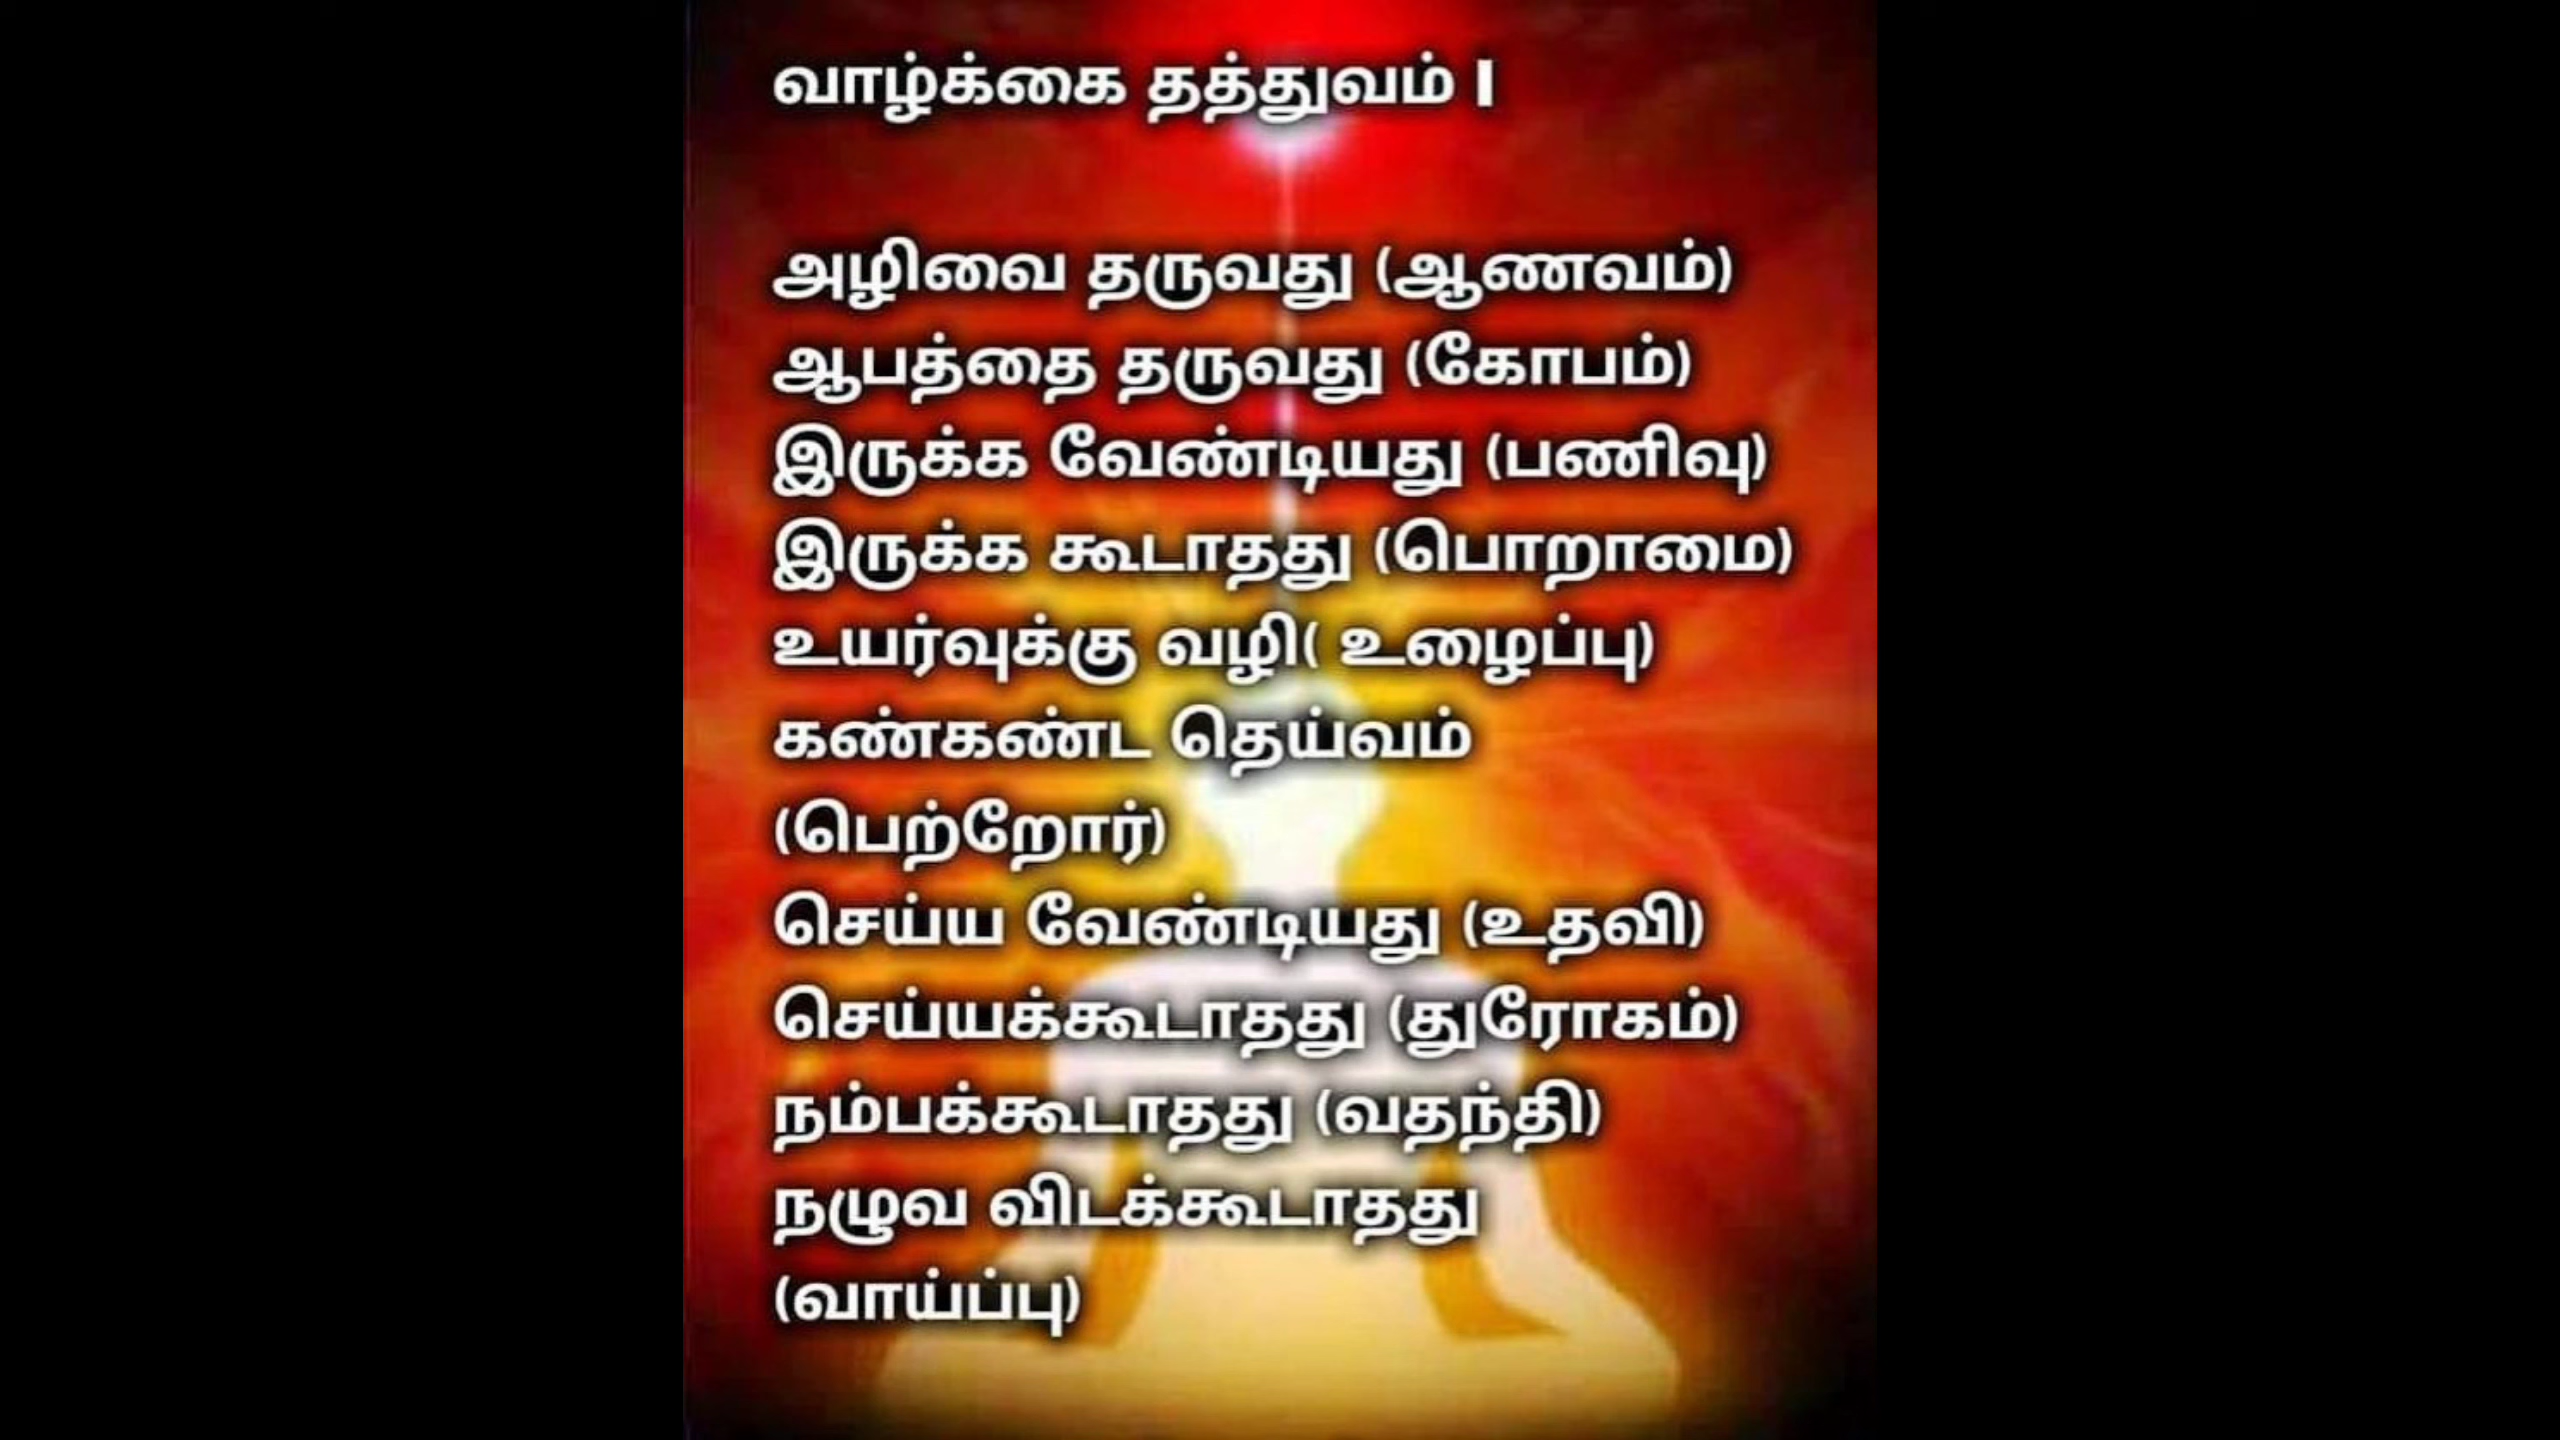 வாழ்க்கை தத்துவம் |
அழிவை தருவது (ஆணவம்)
ஆபத்தை தருவது (கோபம்)
இருக்க வேண்டியது (பணிவு)
இருக்க கூடாதது (பொறாமை)
உயர்வுக்கு வழி( உழைப்பு)
கண்கண்ட தெய்வம்
(பெற்றோர்)
செய்ய வேண்டியது (உதவி)
செய்யக்கூடாதது (துரோகம்)
நம்பக்கூடாதது (வதந்தி)
நழுவ விடக்கூடாதது
(வாய்ப்பு)